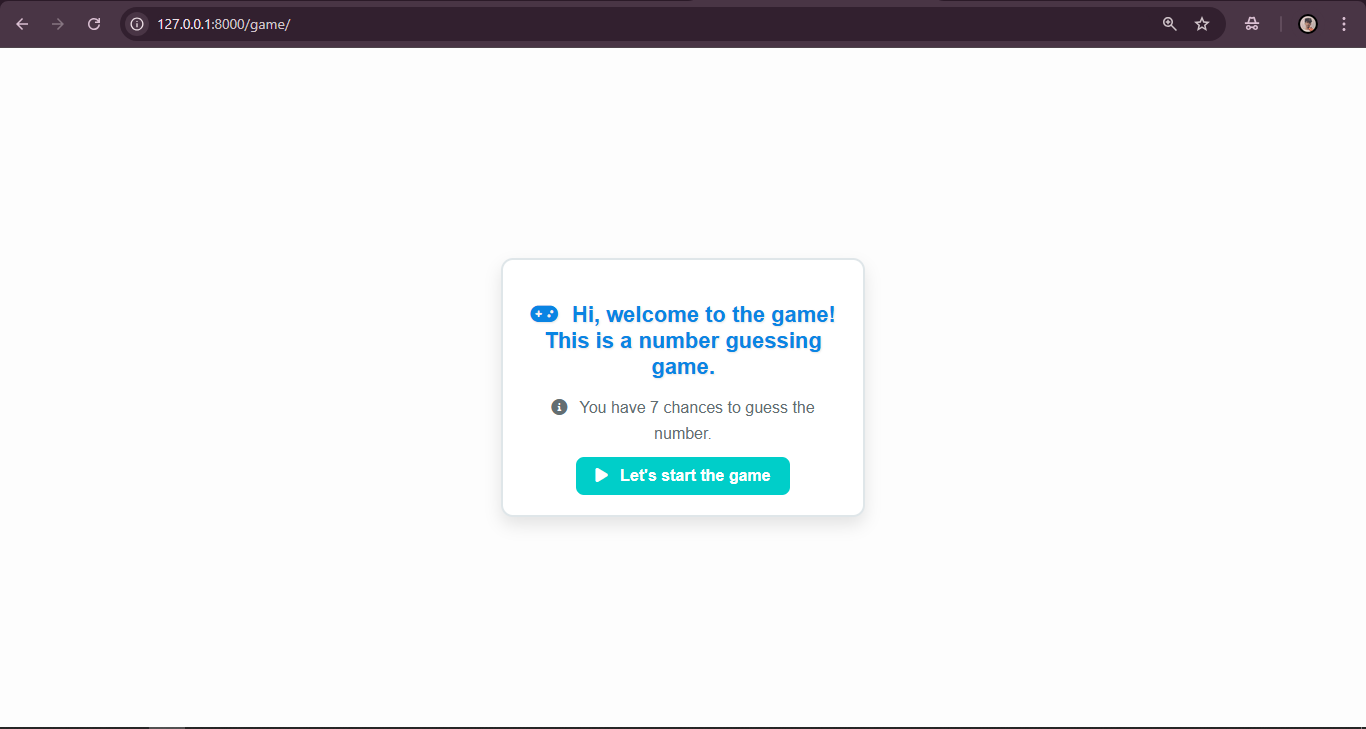 127.0.0.1:8000/game/
Hi, welcome to the game!
This is a number guessing
game.
You have 7 chances to guess the
number.
Let's start the game